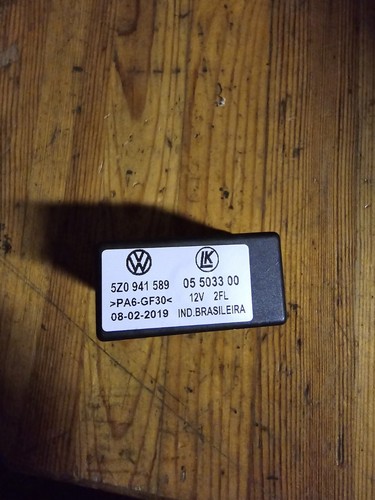 VW LK
5Z0 941 589 05 5033 00
>PA6-GF30< 12V 2FL
08-02-2019 IND.BRASILEIRA